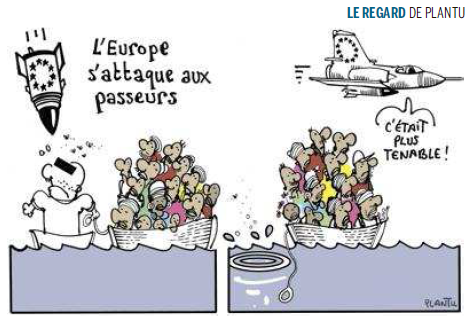 LE REGARD DE PLANTU
L'Europe
s'attaque aux
passeurs
C'ÉTAIT
PLUS
TENABLE !
PLANTU